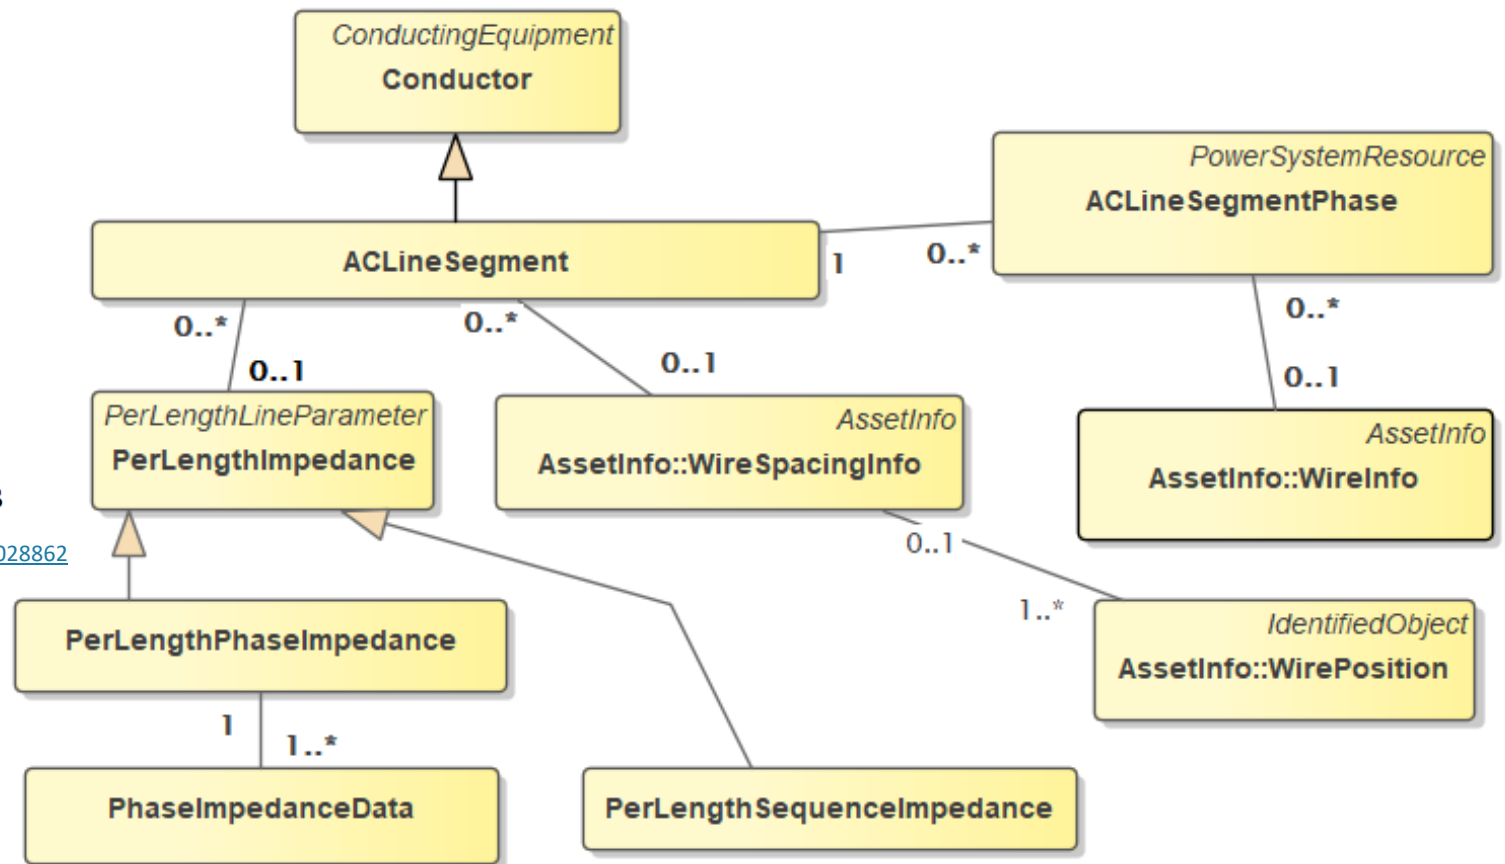 ConductingEquipment
Conductor
PowerSystemResource
ACLineSegmentPhase
ACLineSegment
1
0..*
0..*
0..*
0..1
0..1
0..*
0..1
PerLengthLineParameter
PerLengthImpedance
AssetInfo
AssetInfo::WireSpacingInfo
AssetInfo
AssetInfo::WireInfo
028862
0..1
1..*
PerLengthPhaseImpedance
IdentifiedObject
AssetInfo::WirePosition
1
1..*
PhaseImpedanceData
PerLengthSequenceImpedance